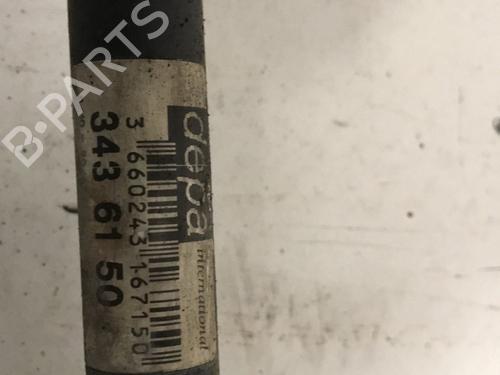 B-PARTS
depa
international
3 660243 167150
343 61 50